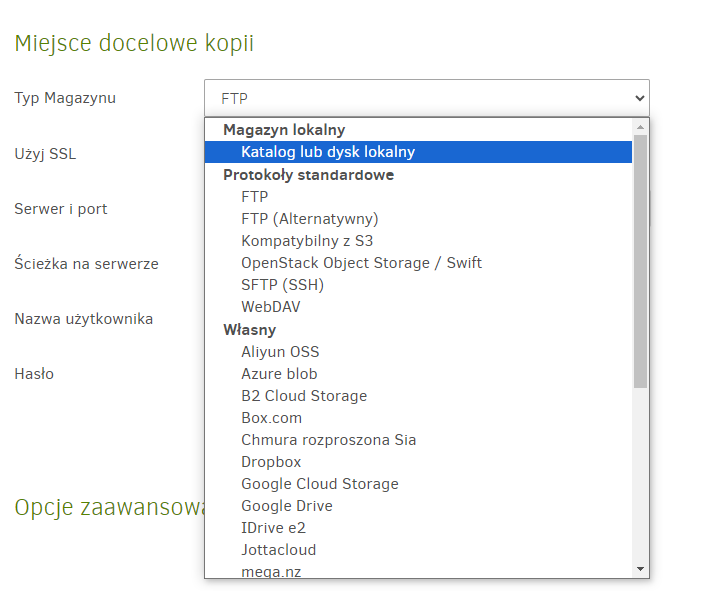 Miejsce docelowe kopii
Typ Magazynu
FTP
Magazyn lokalny
Użyj SSL
Katalog lub dysk lokalny
Protokoły standardowe
Serwer i port
FTP
FTP (Alternatywny)
Kompatybilny z S3
Ścieżka na serwerze
OpenStack Object Storage / Swift
SFTP (SSH)
WebDAV
Nazwa użytkownika
Własny
Aliyun OSS
Hasło
Azure blob
B2 Cloud Storage
Box.com
Chmura rozproszona Sia
Dropbox
Google Cloud Storage
Opcje zaawansowa
Google Drive
IDrive e2
Jottacloud
mega.nz